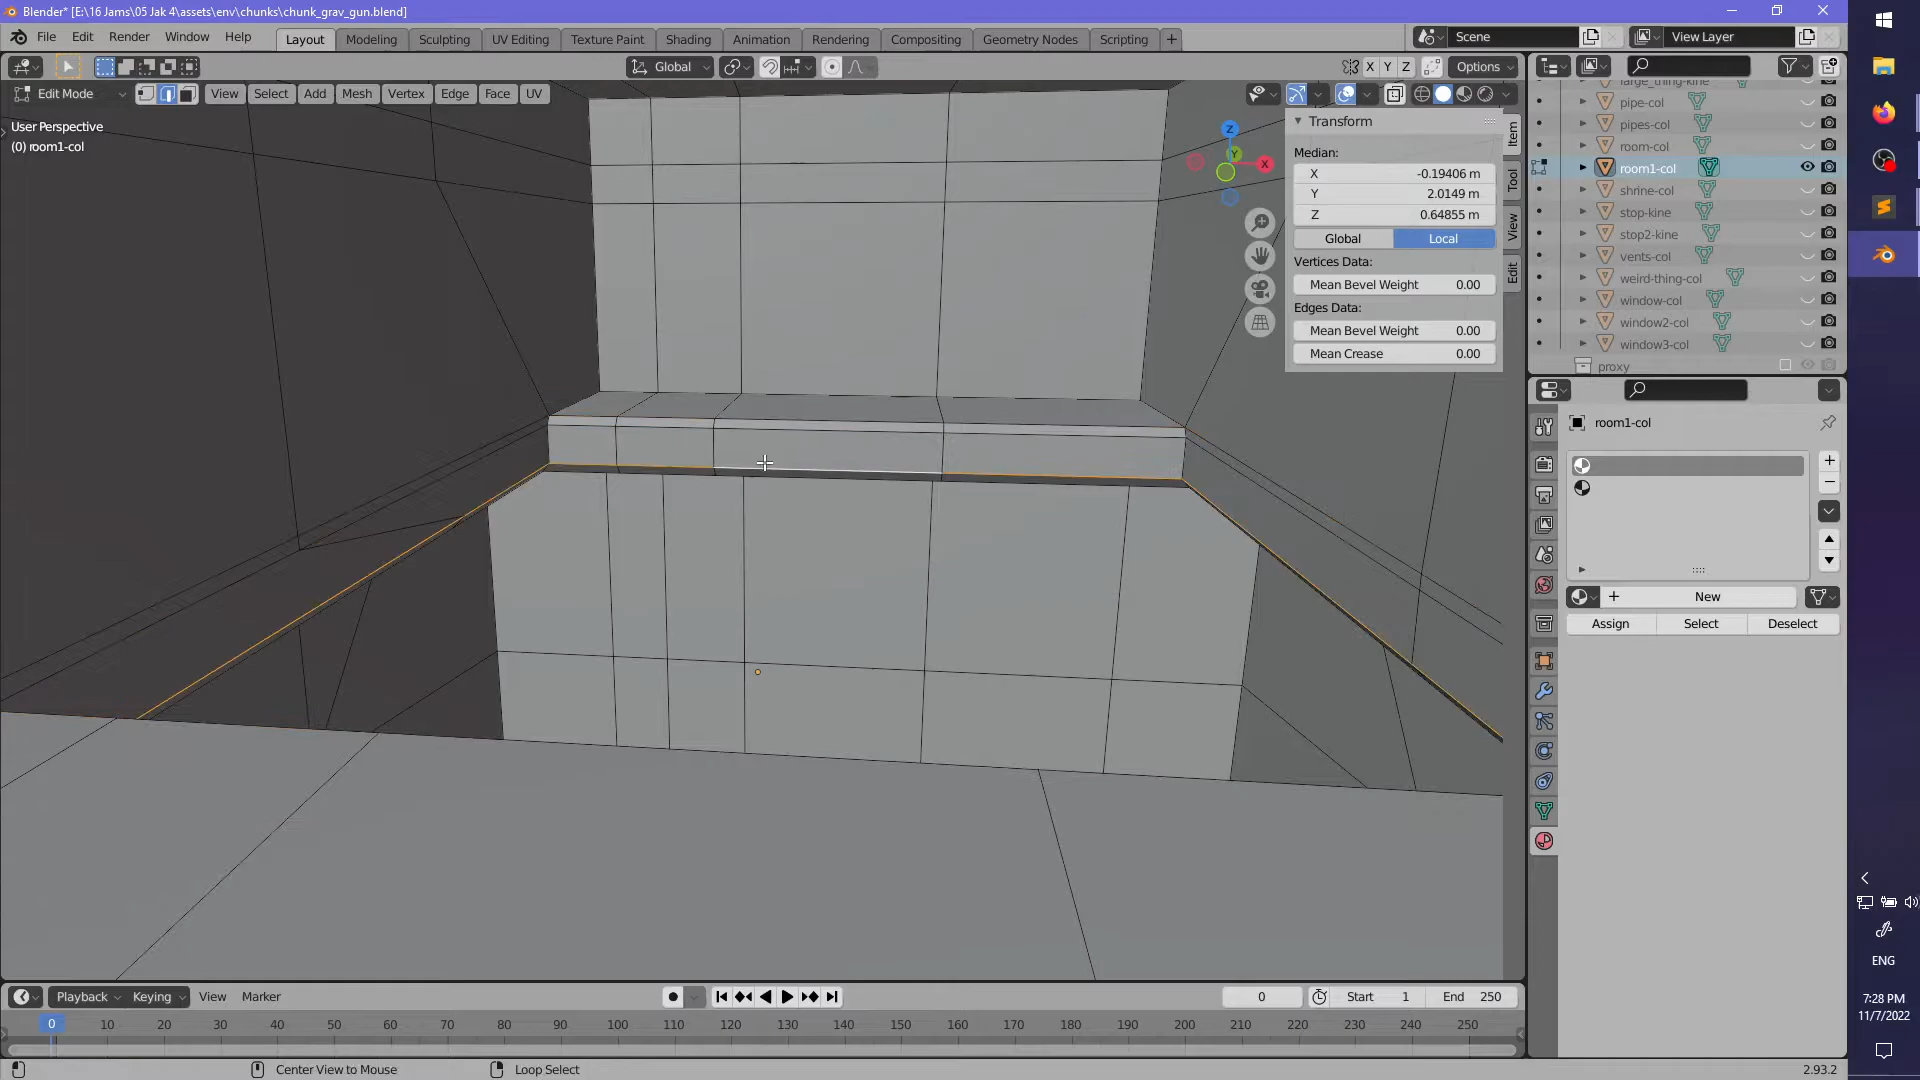 Blender* [E:\16 Jams\05 Jak 4\assets\env\chunks\chunk_grav_gun.blend]
File Edit Render Window Help
Layout Modeling Sculpting UV Editing Texture Paint Shading Animation Rendering Compositing Geometry Nodes Scripting
Scene
View Layer
Global
X Y Z
Options
Edit Mode
View Select Add Mesh Vertex Edge Face UV
User Perspective
(0) room1-col
Z
Y
X
Transform
Median:
X -0.19406 m
Y 2.0149 m
Z 0.64855 m
Global Local
Vertices Data:
Mean Bevel Weight 0.00
Edges Data:
Mean Bevel Weight 0.00
Mean Crease 0.00
Item
Tool
View
Edit
large_thing-kine
pipe-col
pipes-col
room-col
room1-col
shrine-col
stop-kine
stop2-kine
vents-col
weird-thing-col
window-col
window2-col
window3-col
proxy
room1-col
New
Assign Select Deselect
Playback Keying View Marker
0 Start 1 End 250
0 10 20 30 40 50 60 70 80 90 100 110 120 130 140 150 160 170 180 190 200 210 220 230 240 250
Center View to Mouse
Loop Select
2.93.2
ENG
7:28 PM
11/7/2022